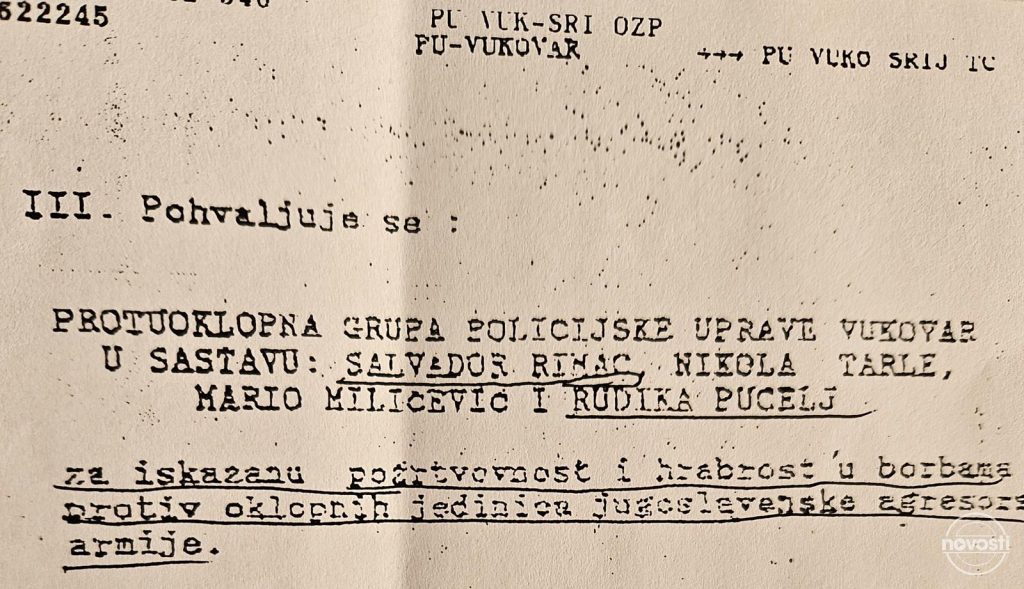 622245
PU VUK-SRI OZP
PU-VUKOVAR +++ PU VUKO SRIJ TC
III. Pohvaljuje se :
PROTUOKLOPNA GRUPA POLICIJSKE UPRAVE VUKOVAR
U SASTAVU: SALVADOR RIMAC, NIKOLA TARLE,
MARIO MILICEVIĆ I RUDIKA PUCELJ
za iskazanu požrtvovnost i hrabrost u borbama
protiv oklopnih jedinica jugoslavenske agresors
armije.
novosti